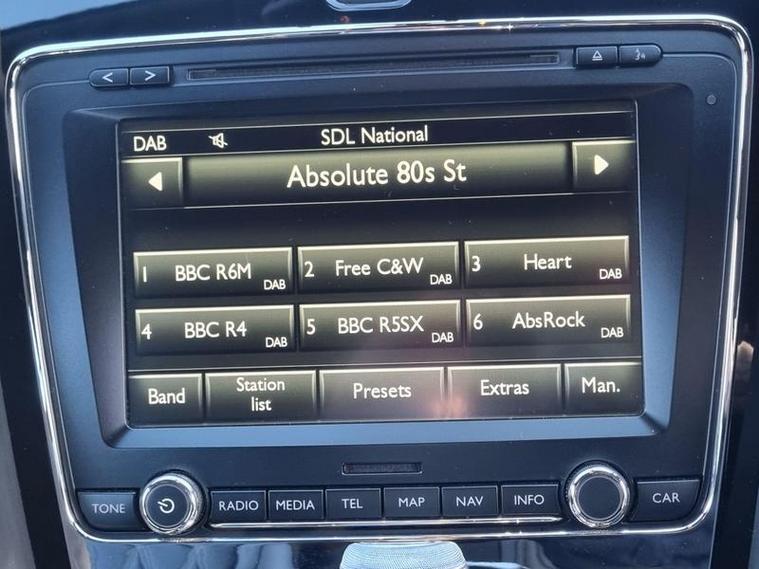 DAB SDL National
Absolute 80s St
1 BBC R6M DAB 2 Free C&W DAB 3 Heart DAB
4 BBC R4 DAB 5 BBC R5SX DAB 6 AbsRock DAB
Band Station list Presets Extras Man.
TONE RADIO MEDIA TEL MAP NAV INFO CAR